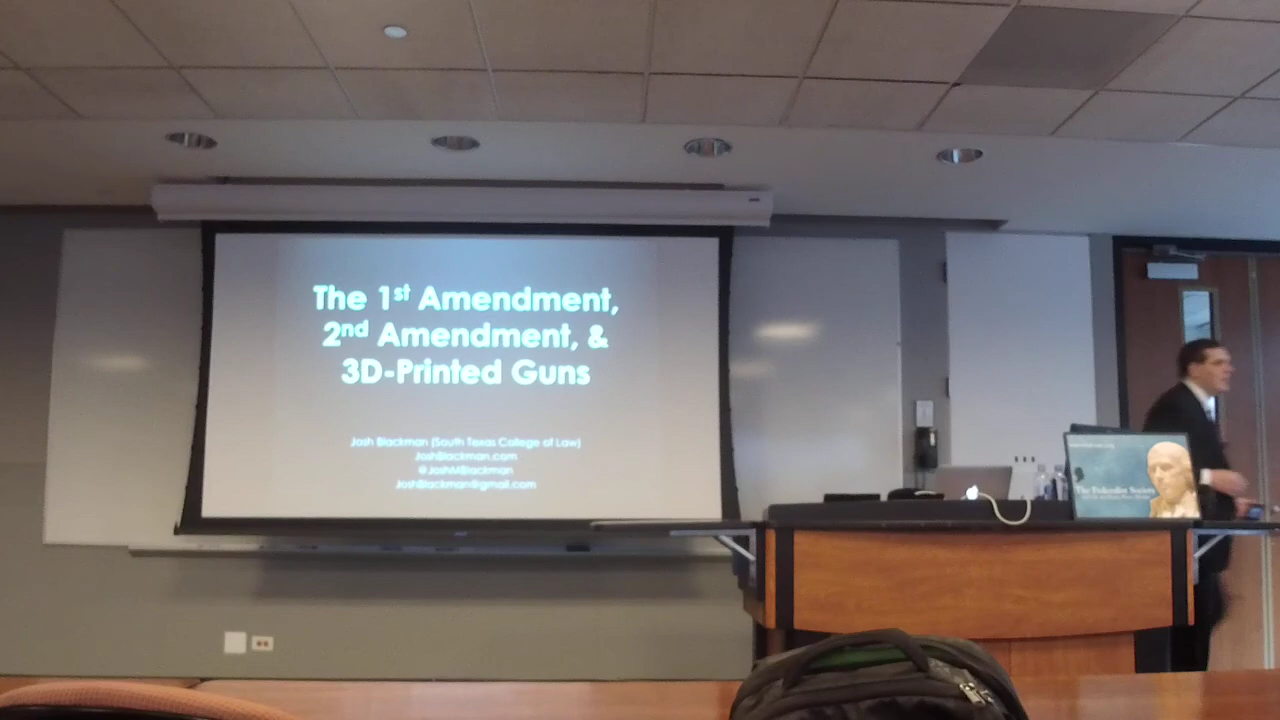 The 1st Amendment,
2nd Amendment, &
3D-Printed Guns
Josh Blackman (South Texas College of Law)
JoshBlackman.com
@JoshMBlackman
JoshBlackman@gmail.com
The Federalist Society